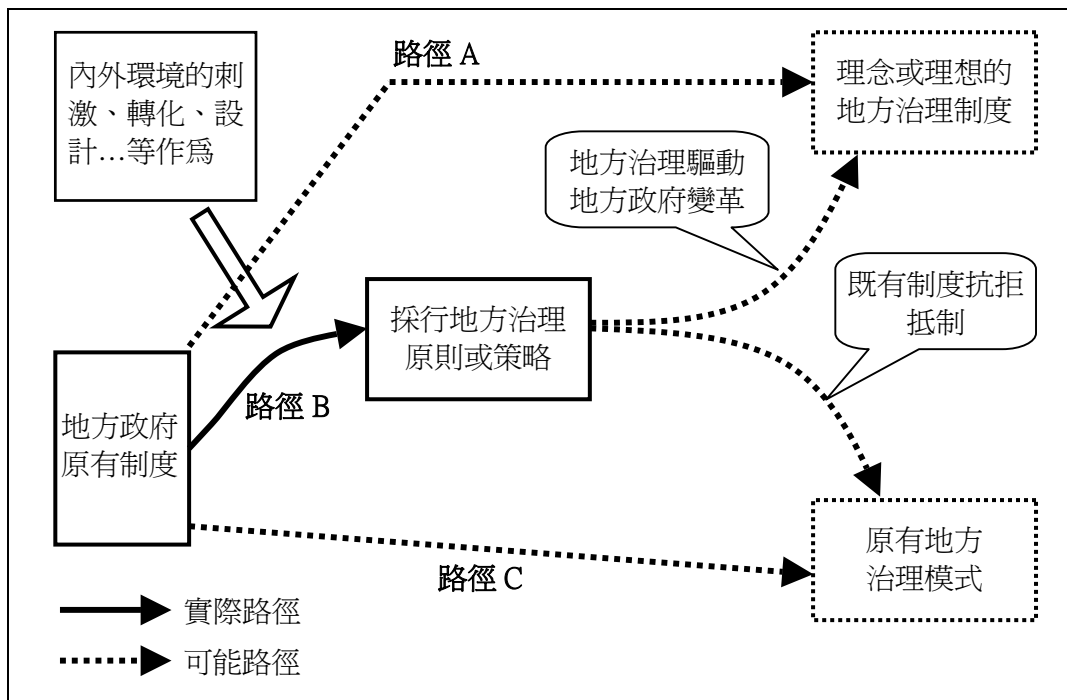 內外環境的刺
激、轉化、設
計…等作爲
路徑 A
理念或理想的
地方治理制度
地方治理驅動
地方政府變革
既有制度抗拒
抵制
採行地方治理
原則或策略
路徑 B
地方政府
原有制度
路徑 C
原有地方
治理模式
實際路徑
可能路徑